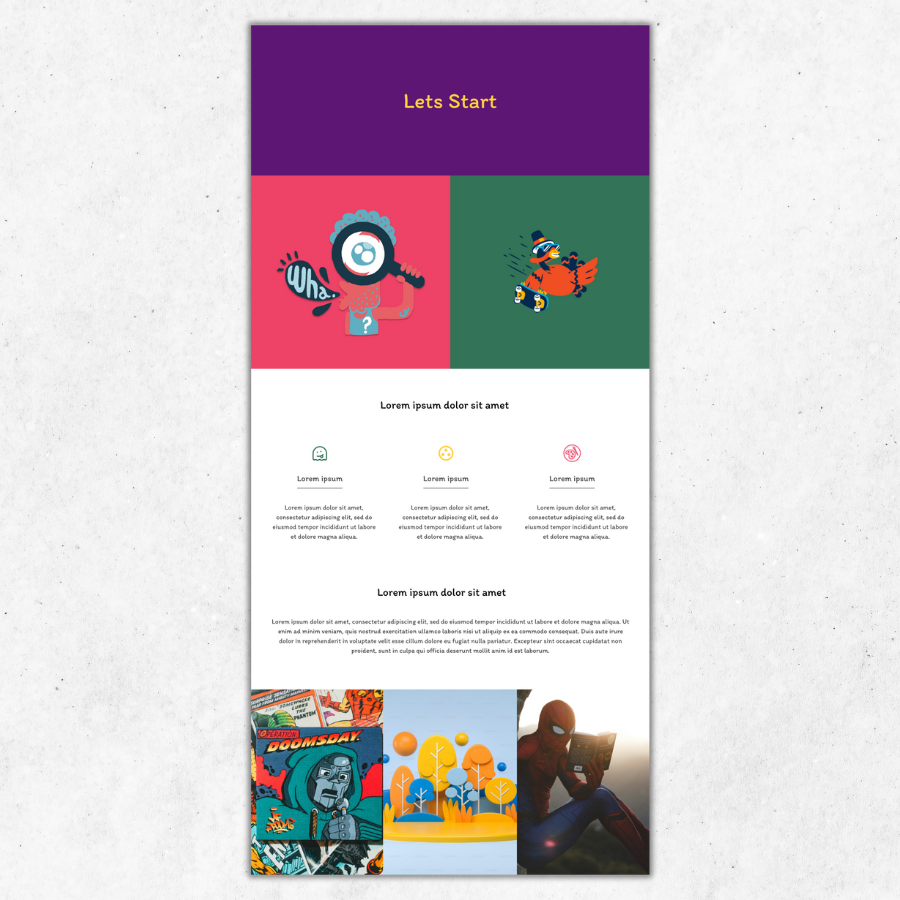 Lets Start
Wha.
?
Lorem ipsum dolor sit amet
Lorem ipsum
Lorem ipsum
Lorem ipsum
Lorem ipsum dolor sit amet,
consectetur adipiscing elit, sed do
eiusmod tempor incididunt ut labore
et dolore magna aliqua.
Lorem ipsum dolor sit amet,
consectetur adipiscing elit, sed do
eiusmod tempor incididunt ut labore
et dolore magna aliqua.
Lorem ipsum dolor sit amet,
consectetur adipiscing elit, sed do
eiusmod tempor incididunt ut labore
et dolore magna aliqua.
Lorem ipsum dolor sit amet
Lorem ipsum dolor sit amet, consectetur adipiscing elit, sed do eiusmod tempor incididunt ut labore et dolore magna aliqua. Ut
enim ad minim veniam, quis nostrud exercitation ullamco laboris nisi ut aliquip ex ea commodo consequat. Duis aute irure
dolor in reprehenderit in voluptate velit esse cillum dolore eu fugiat nulla pariatur. Excepteur sint occaecat cupidatat non
proident, sunt in culpa qui officia deserunt mollit anim id est laborum.
SOMEWHERE
LURKS
THE
PHANTOM
OPERATION:
DOOMSDAY